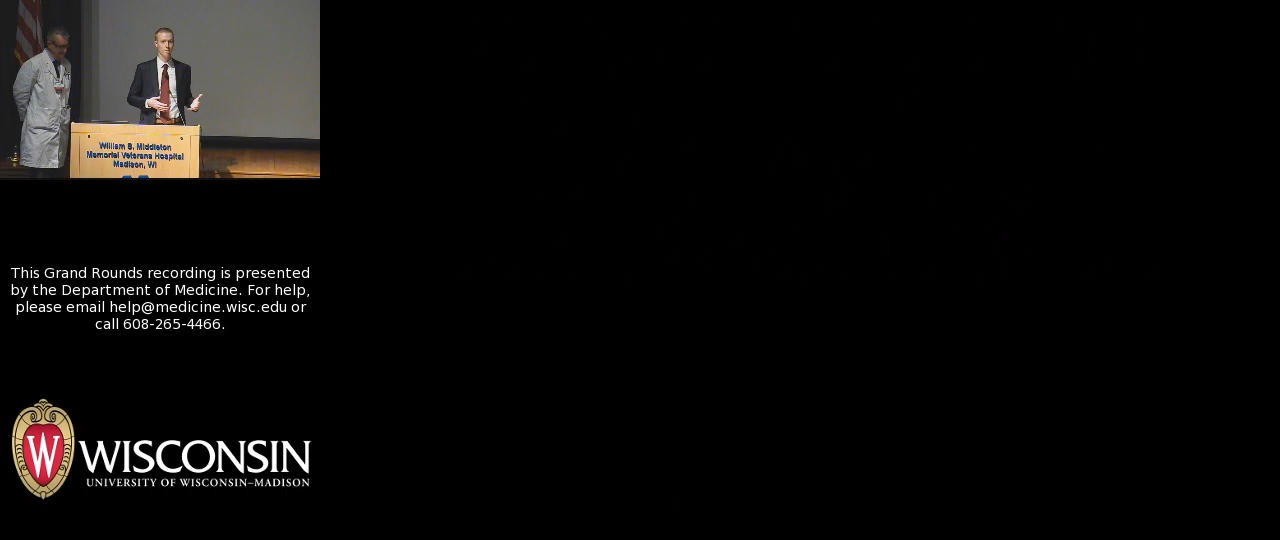 William S. Middleton
Memorial Veterans Hospital
Madison, WI
This Grand Rounds recording is presented
by the Department of Medicine. For help,
please email help@medicine.wisc.edu or
call 608-265-4466.
W WISCONSIN
UNIVERSITY OF WISCONSIN–MADISON